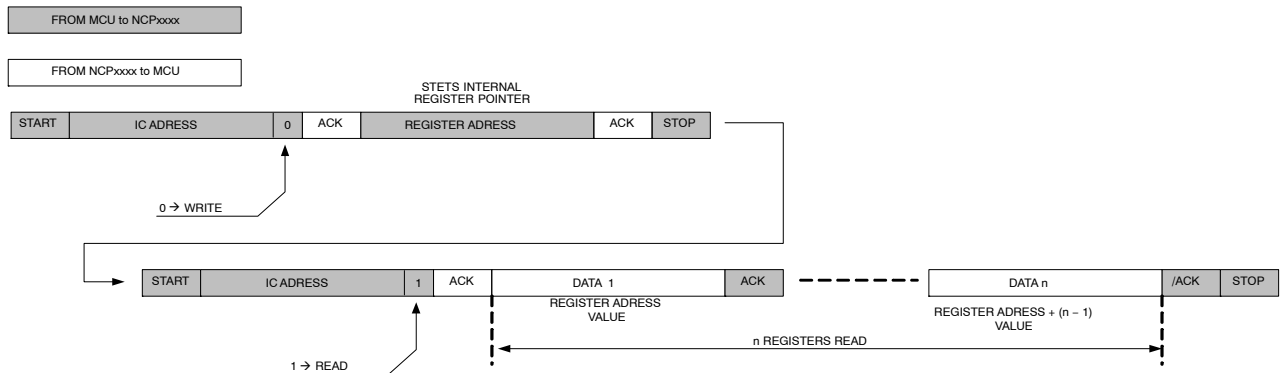 FROM MCU to NCPxxxx
FROM NCPxxxx to MCU
STETS INTERNAL
REGISTER POINTER
START IC ADRESS 0 ACK REGISTER ADRESS ACK STOP
0 → WRITE
START IC ADRESS 1 ACK DATA 1 ACK DATA n /ACK STOP
REGISTER ADRESS
VALUE
REGISTER ADRESS + (n − 1)
VALUE
n REGISTERS READ
1 → READ